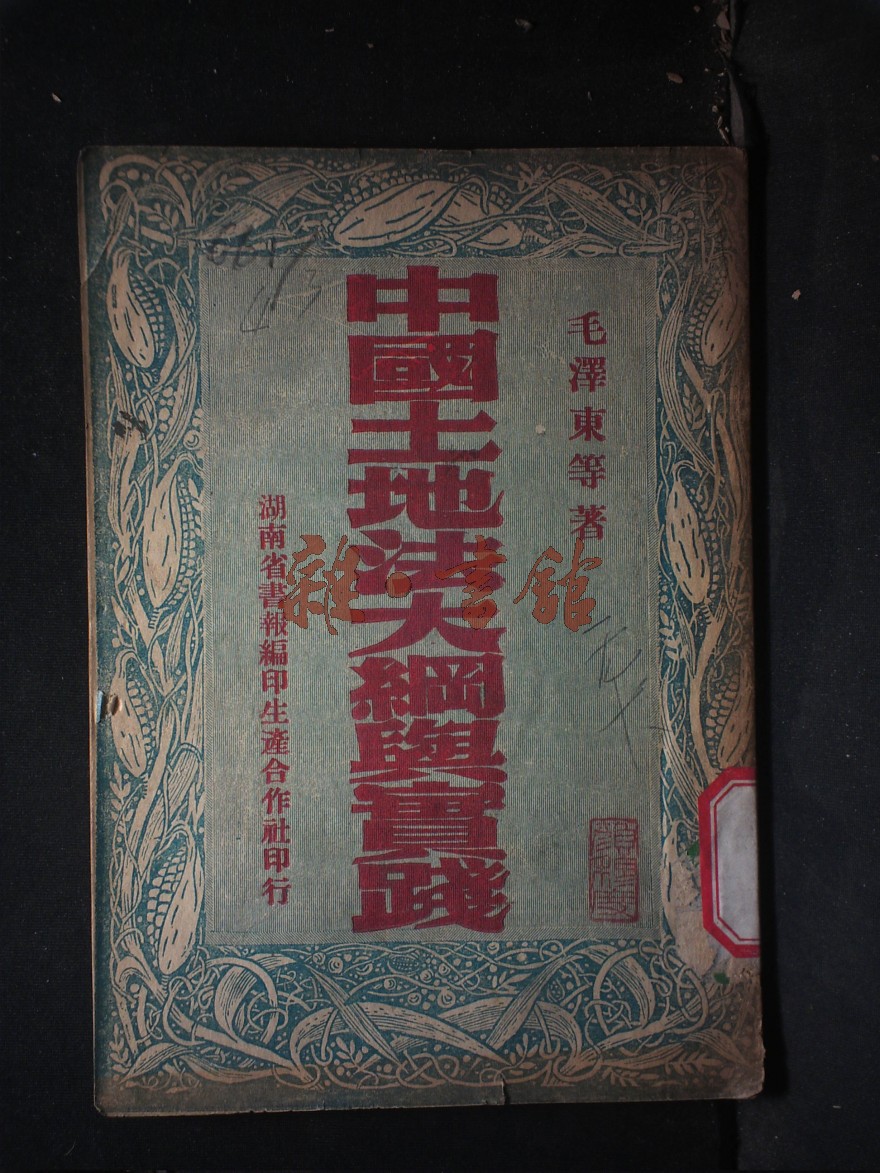 毛澤東等著
中國土地法大綱與實踐
湖南省書報編印生產合作社印行
雜·書館